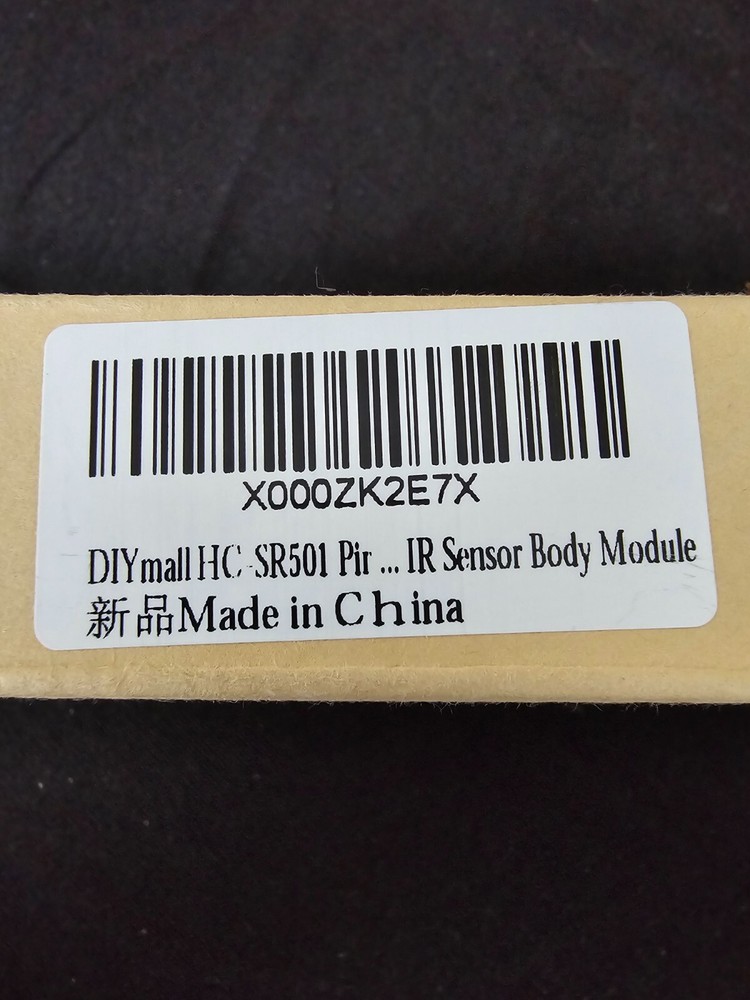 X000ZK2E7X
DIYmall HC-SR501 Pir ... IR Sensor Body Module
新品Made in China